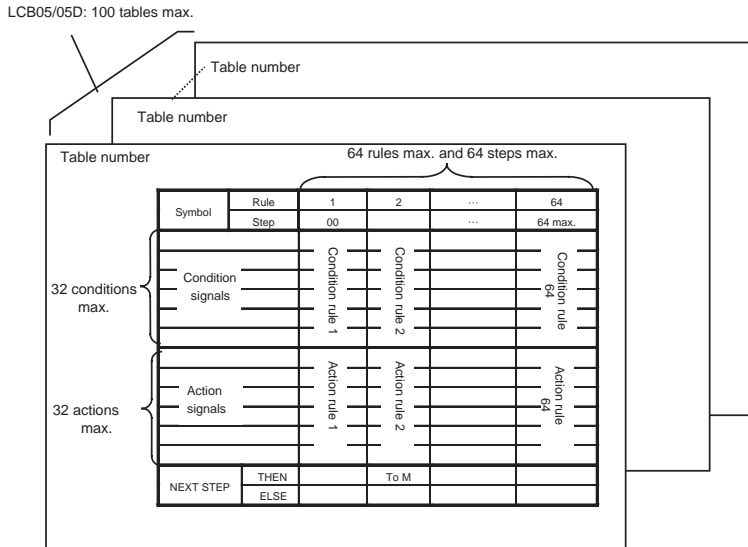 LCB05/05D: 100 tables max.
Table number
Table number
Table number
64 rules max. and 64 steps max.
Symbol Rule 1 2 ... 64
Step 00 ... 64 max.
32 conditions
max.
Condition
signals
Condition rule 1
Condition rule 2
Condition rule
64
32 actions
max.
Action
signals
Action rule 1
Action rule 2
Action rule
64
NEXT STEP THEN To M
ELSE